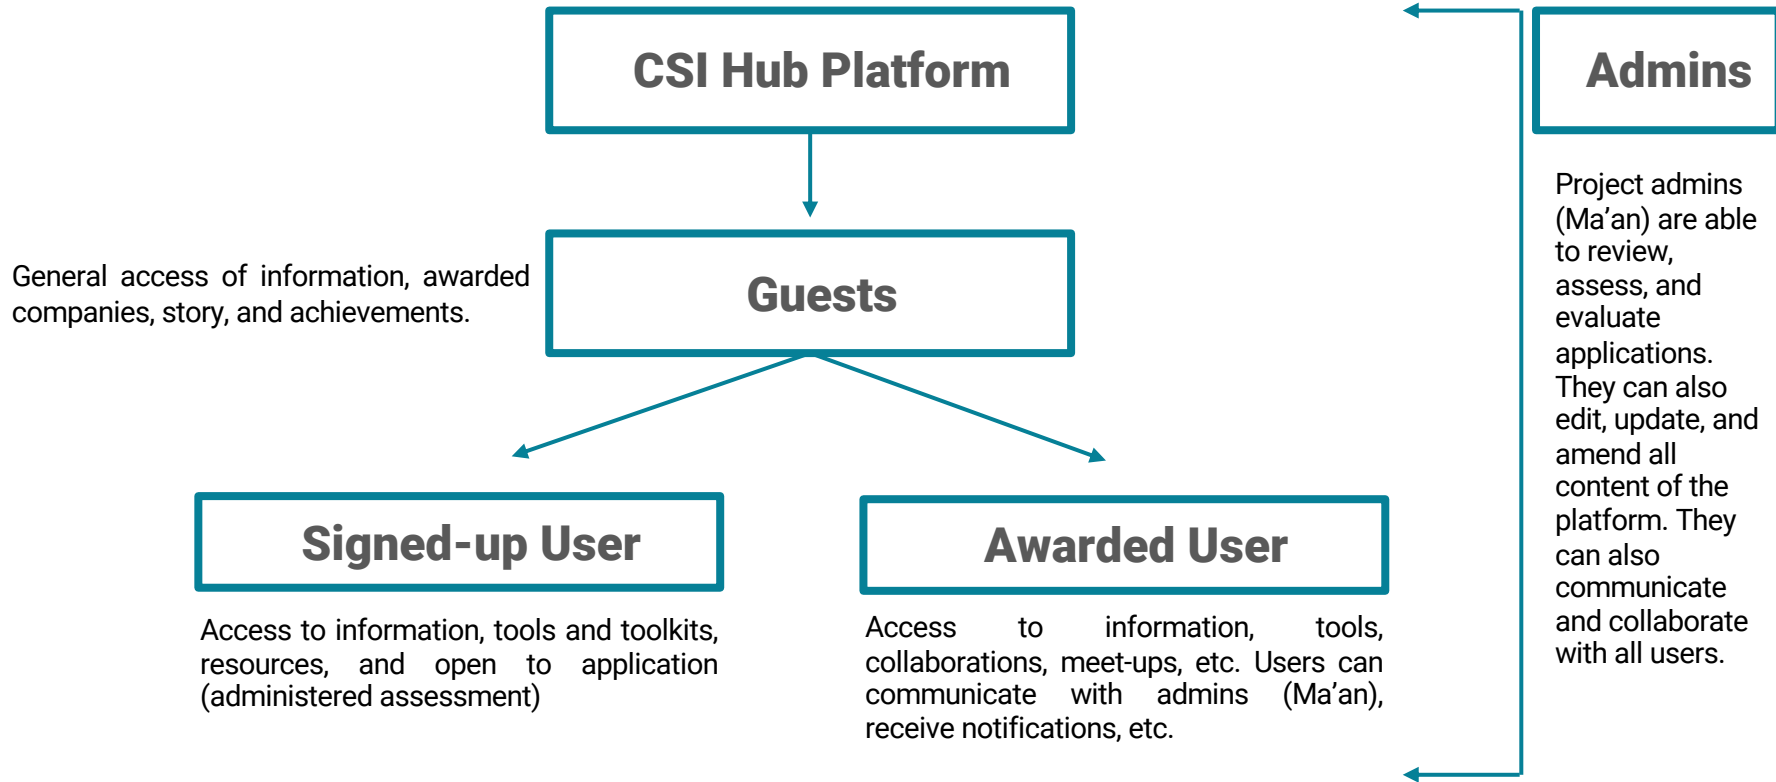 CSI Hub Platform
Admins
Project admins
(Ma’an) are able
to review,
assess, and
evaluate
applications.
They can also
edit, update, and
amend all
content of the
platform. They
can also
communicate
and collaborate
with all users.
General access of information, awarded
companies, story, and achievements.
Guests
Signed-up User
Access to information, tools and toolkits,
resources, and open to application
(administered assessment)
Awarded User
Access to information, tools,
collaborations, meet-ups, etc. Users can
communicate with admins (Ma’an),
receive notifications, etc.